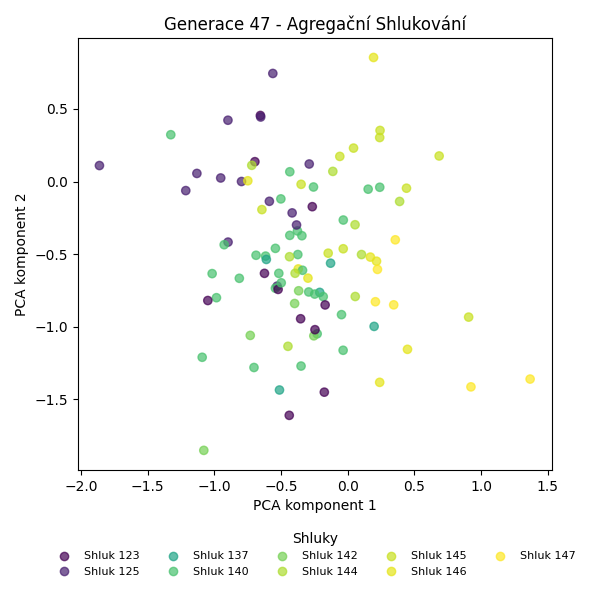 Generace 47 - Agregační Shlukování
PCA komponent 2
0.5
0.0
−0.5
−1.0
−1.5
−2.0 −1.5 −1.0 −0.5 0.0 0.5 1.0 1.5
PCA komponent 1
Shluky
Shluk 123 Shluk 137 Shluk 142 Shluk 145 Shluk 147
Shluk 125 Shluk 140 Shluk 144 Shluk 146